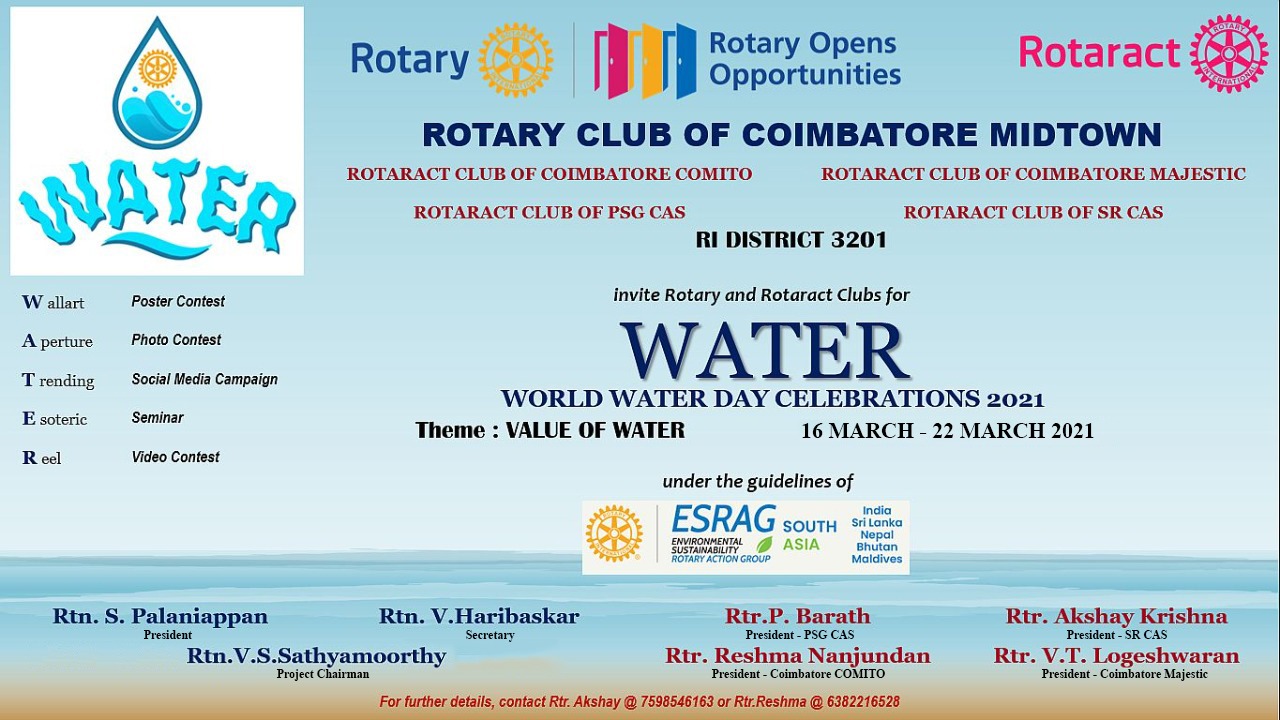 Rotary
Rotary Opens
Opportunities
Rotaract
WATER
ROTARY CLUB OF COIMBATORE MIDTOWN
ROTARACT CLUB OF COIMBATORE COMITO
ROTARACT CLUB OF COIMBATORE MAJESTIC
ROTARACT CLUB OF PSG CAS
ROTARACT CLUB OF SR CAS
RI DISTRICT 3201
W allart Poster Contest
A perture Photo Contest
T rending Social Media Campaign
E soteric Seminar
R eel Video Contest
invite Rotary and Rotaract Clubs for
WATER
WORLD WATER DAY CELEBRATIONS 2021
Theme : VALUE OF WATER
16 MARCH - 22 MARCH 2021
under the guidelines of
ESRAG
ENVIRONMENTAL
SUSTAINABILITY
ROTARY ACTION GROUP
SOUTH
ASIA
India
Sri Lanka
Nepal
Bhutan
Maldives
Rtn. S. Palaniappan
President
Rtn. V.Haribaskar
Secretary
Rtn.V.S.Sathyamoorthy
Project Chairman
Rtr.P. Barath
President - PSG CAS
Rtr. Akshay Krishna
President - SR CAS
Rtr. Reshma Nanjundan
President - Coimbatore COMITO
Rtr. V.T. Logeshwaran
President - Coimbatore Majestic
For further details, contact Rtr. Akshay @ 7598546163 or Rtr.Reshma @ 6382216528